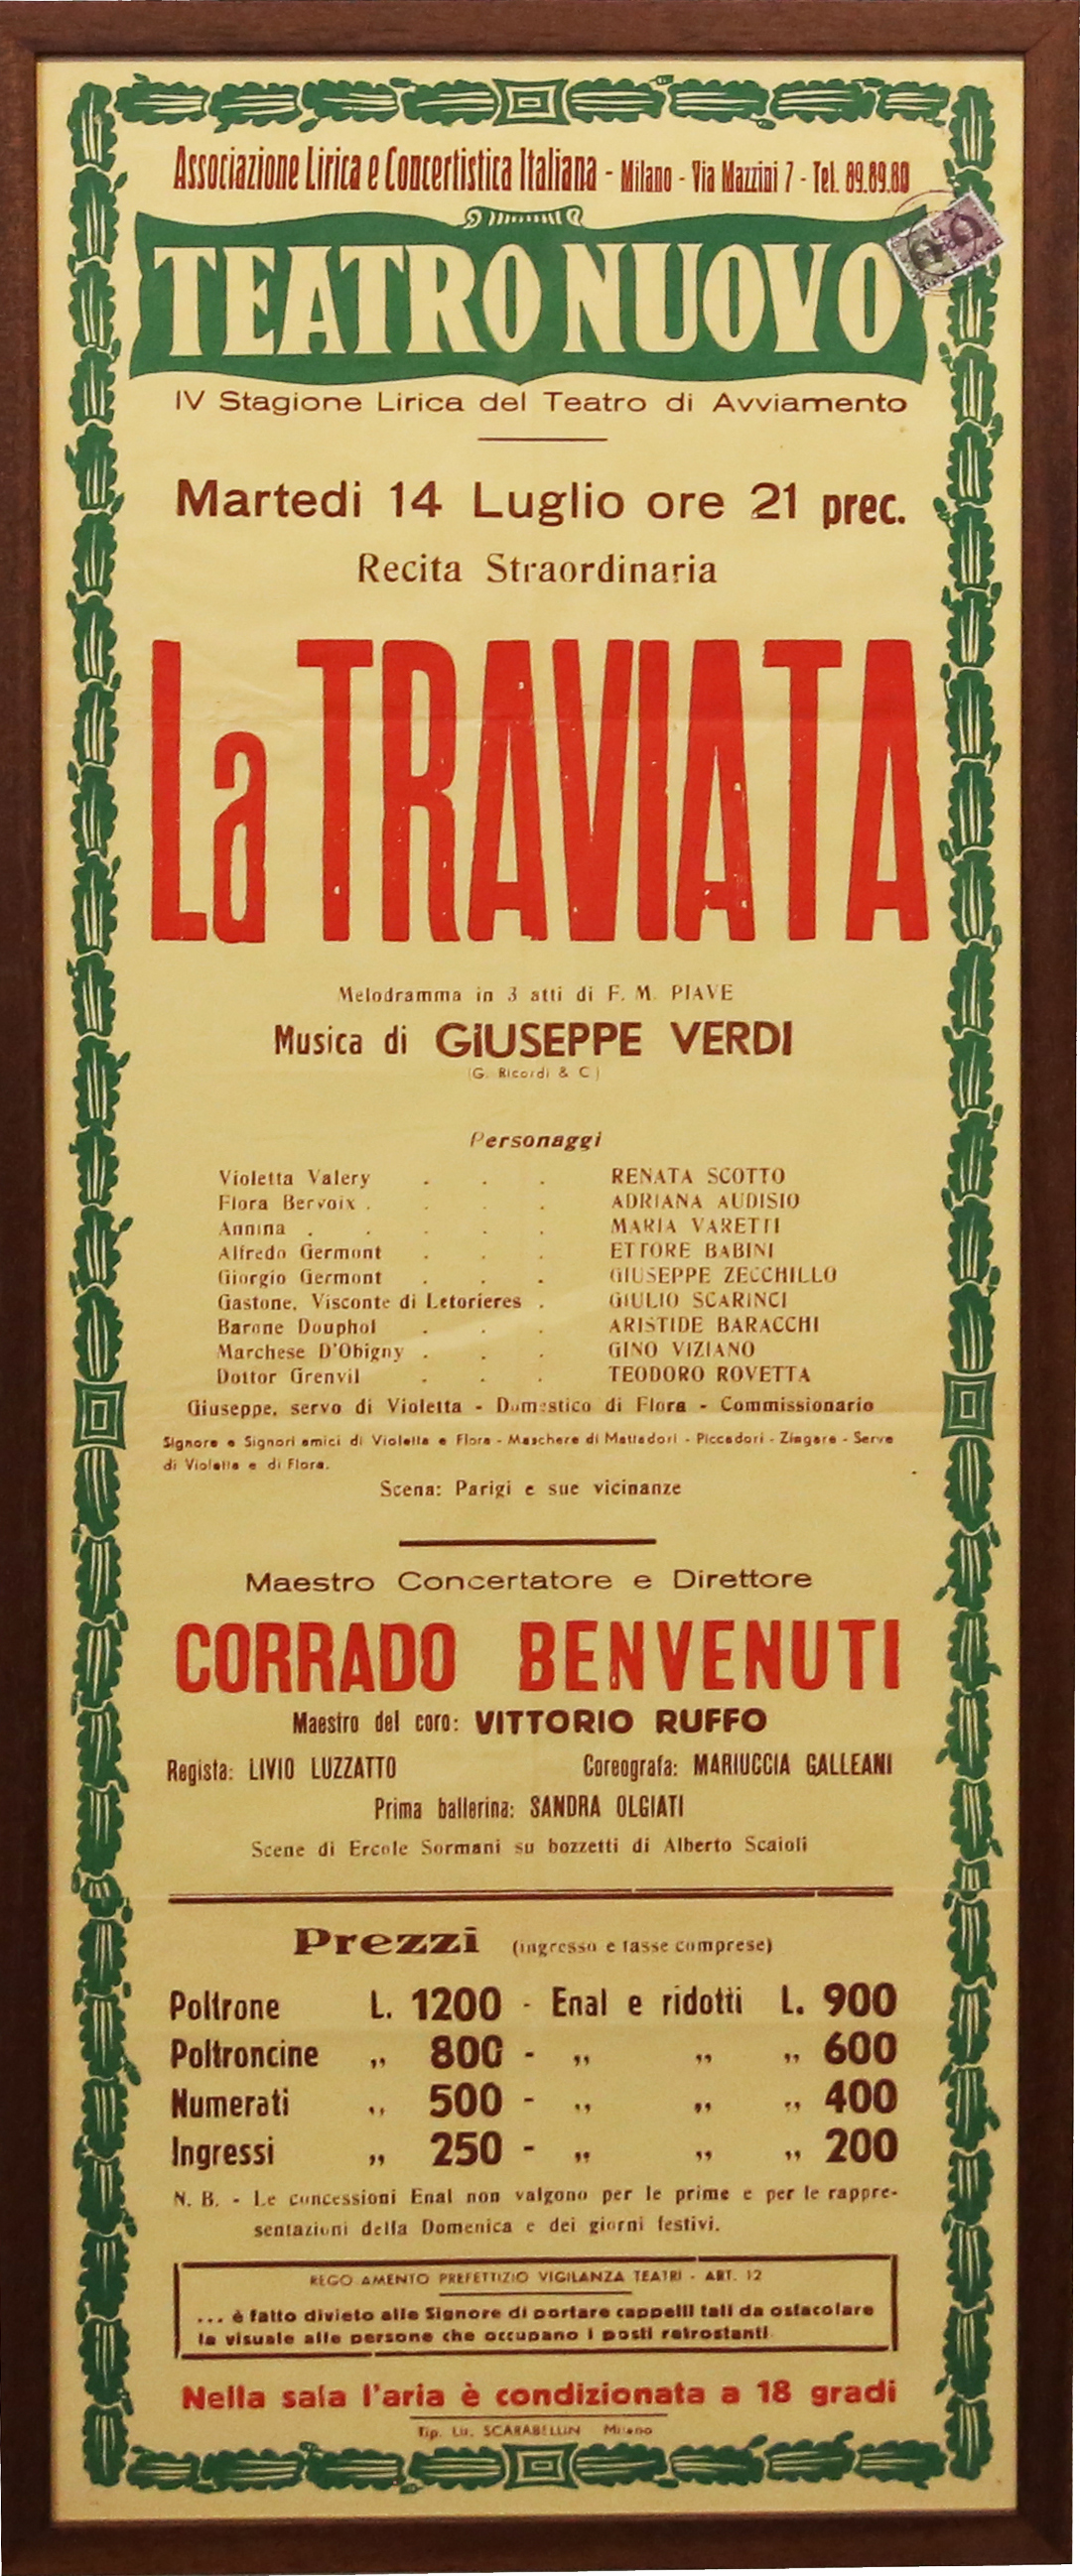 Associazione Lirica e Concertistica Italiana - Milano - Via Mazzini 7 - Tel. 89.89.80
TEATRO NUOVO
IV Stagione Lirica del Teatro di Avviamento
Martedi 14 Luglio ore 21 prec.
Recita Straordinaria
La TRAVIATA
Melodramma in 3 atti di F. M. PIAVE
Musica di GIUSEPPE VERDI
(G. Ricordi & C.)
Personaggi
Violetta Valery . . . RENATA SCOTTO
Flora Bervoix . . . . ADRIANA AUDISIO
Annina . . . . . MARIA VARETTI
Alfredo Germont . . . ETTORE BABINI
Giorgio Germont . . . GIUSEPPE ZECCHILLO
Gastone, Visconte di Letorieres . GIULIO SCARINCI
Barone Douphol . . . ARISTIDE BARACCHI
Marchese D'Obigny . . . GINO VIZIANO
Dottor Grenvil . . . TEODORO ROVETTA
Giuseppe, servo di Violetta - Domestico di Flora - Commissionario
Signore e Signori amici di Violetta e Flora - Maschere di Mattadori - Piccadori - Zingare - Serve
di Violetta e di Flora.
Scena: Parigi e sue vicinanze
Maestro Concertatore e Direttore
CORRADO BENVENUTI
Maestro del coro: VITTORIO RUFFO
Regista: LIVIO LUZZATTO Coreografa: MARIUCCIA GALLEANI
Prima ballerina: SANDRA OLGIATI
Scene di Ercole Sormani su bozzetti di Alberto Scaioli
Prezzi (ingresso e tasse comprese)
Poltrone L. 1200 - Enal e ridotti L. 900
Poltroncine ,, 800 - ,, ,, ,, 600
Numerati ,, 500 - ,, ,, ,, 400
Ingressi ,, 250 - ,, ,, ,, 200
N. B. - Le concessioni Enal non valgono per le prime e per le rappre-
sentazioni della Domenica e dei giorni festivi.
REGOLAMENTO PREFETTIZIO VIGILANZA TEATRI - ART. 12
... è fatto divieto alle Signore di portare cappelli tali da ostacolare
la visuale alle persone che occupano i posti retrostanti
Nella sala l'aria è condizionata a 18 gradi
Tip. Lit. SCARABELLIN Milano